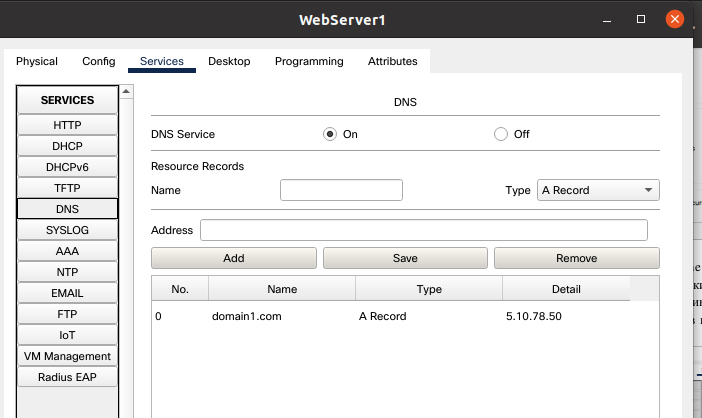 WebServer1
Physical Config Services Desktop Programming Attributes
SERVICES
HTTP
DHCP
DHCPv6
TFTP
DNS
SYSLOG
AAA
NTP
EMAIL
FTP
IoT
VM Management
Radius EAP
DNS
DNS Service On Off
Resource Records
Name Type A Record
Address
Add Save Remove
No. Name Type Detail
0 domain1.com A Record 5.10.78.50